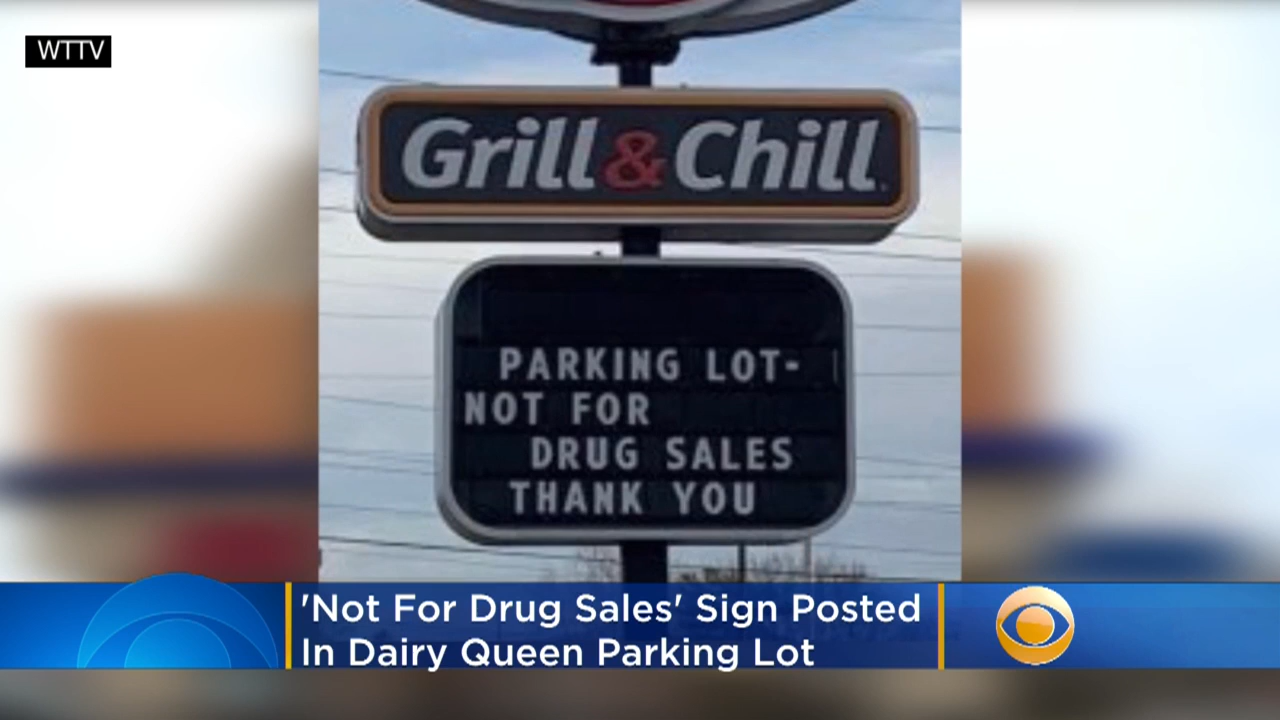 WTTV
Grill & Chill
PARKING LOT-
NOT FOR
DRUG SALES
THANK YOU
'Not For Drug Sales' Sign Posted
In Dairy Queen Parking Lot